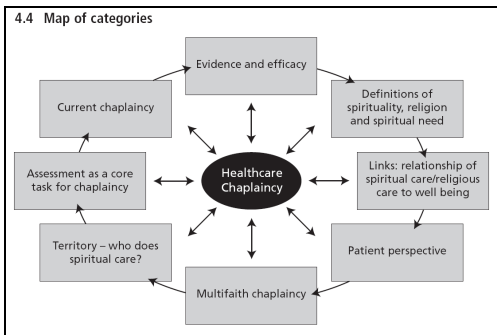 4.4 Map of categories
Evidence and efficacy
Definitions of
spirituality, religion
and spiritual need
Links: relationship of
spiritual care/religious
care to well being
Patient perspective
Multifaith chaplaincy
Territory – who does
spiritual care?
Assessment as a core
task for chaplaincy
Current chaplaincy
Healthcare
Chaplaincy